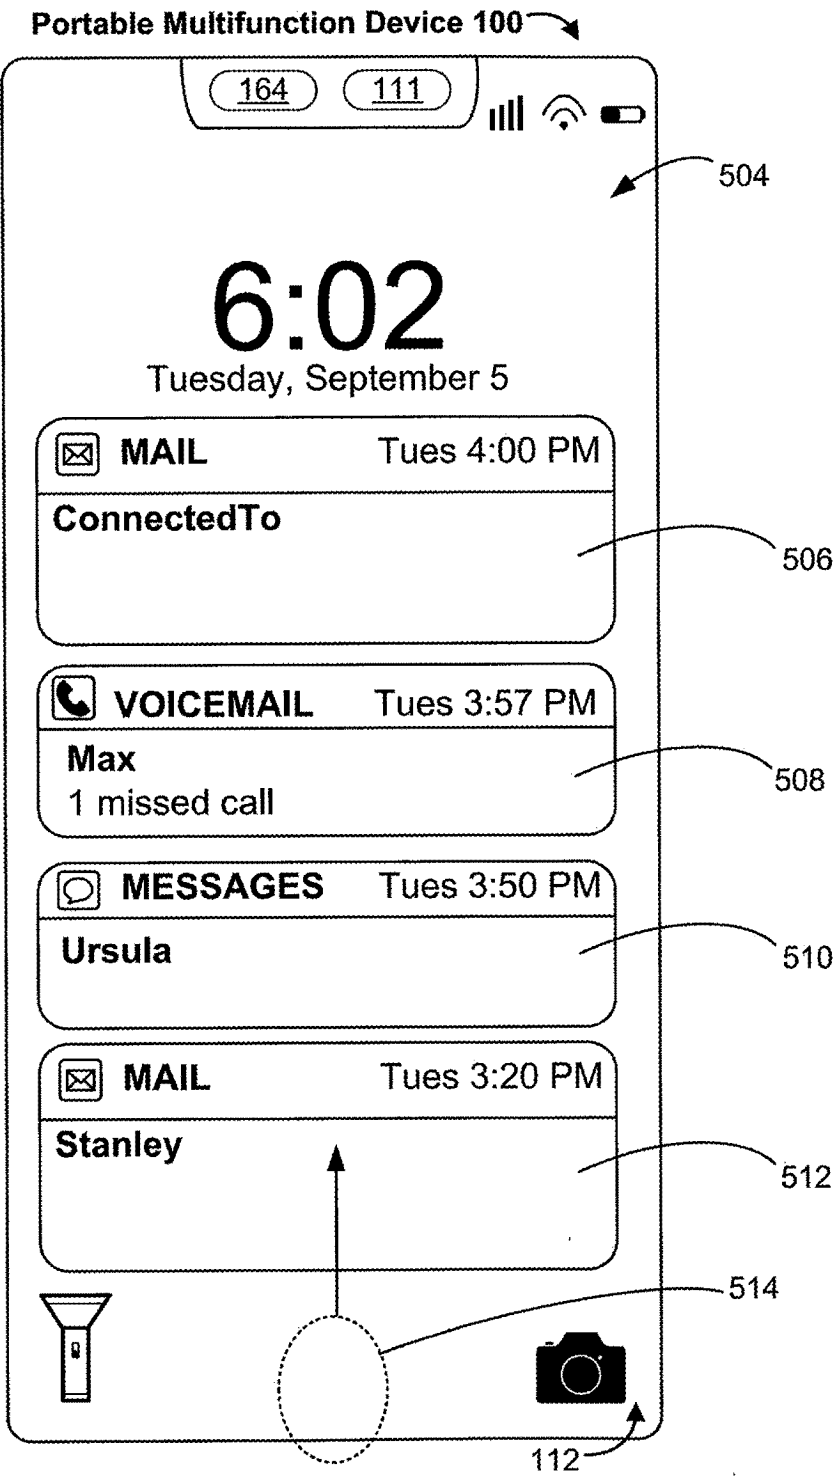 Portable Multifunction Device 100
164 111
504
6:02
Tuesday, September 5
MAIL Tues 4:00 PM
ConnectedTo
506
VOICEMAIL Tues 3:57 PM
Max
1 missed call
508
MESSAGES Tues 3:50 PM
Ursula
510
MAIL Tues 3:20 PM
Stanley
512
514
112